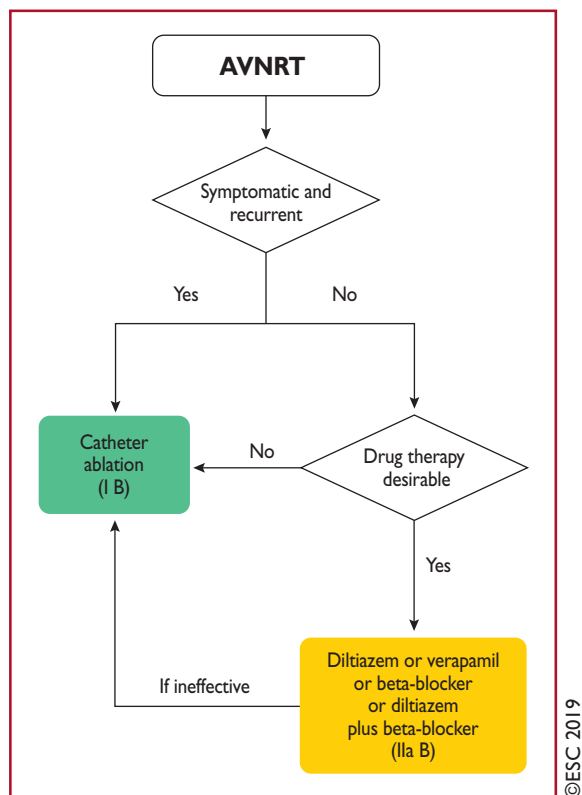 AVNRT
Symptomatic and
recurrent
Yes
No
Catheter
ablation
(I B)
No
Drug therapy
desirable
Yes
If ineffective
Diltiazem or verapamil
or beta-blocker
or diltiazem
plus beta-blocker
(IIa B)
©ESC 2019